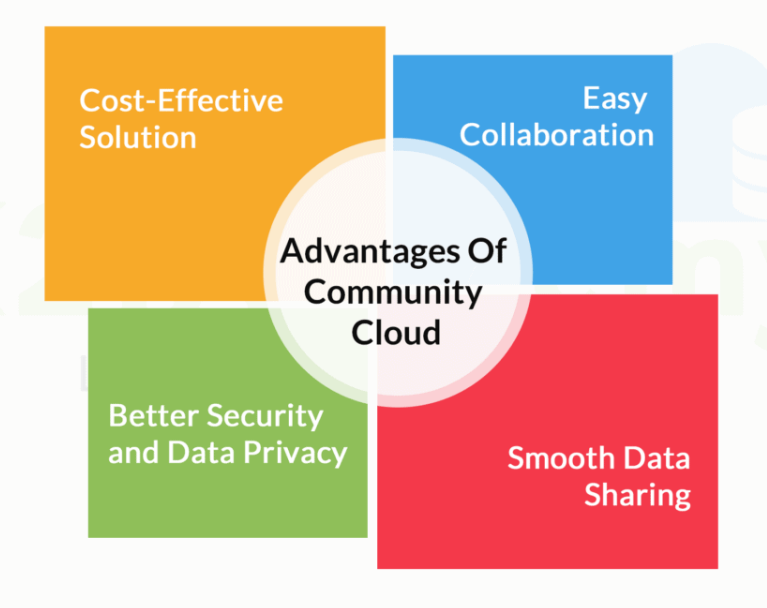 Cost-Effective
Solution
Easy
Collaboration
Advantages Of
Community
Cloud
Better Security
and Data Privacy
Smooth Data
Sharing